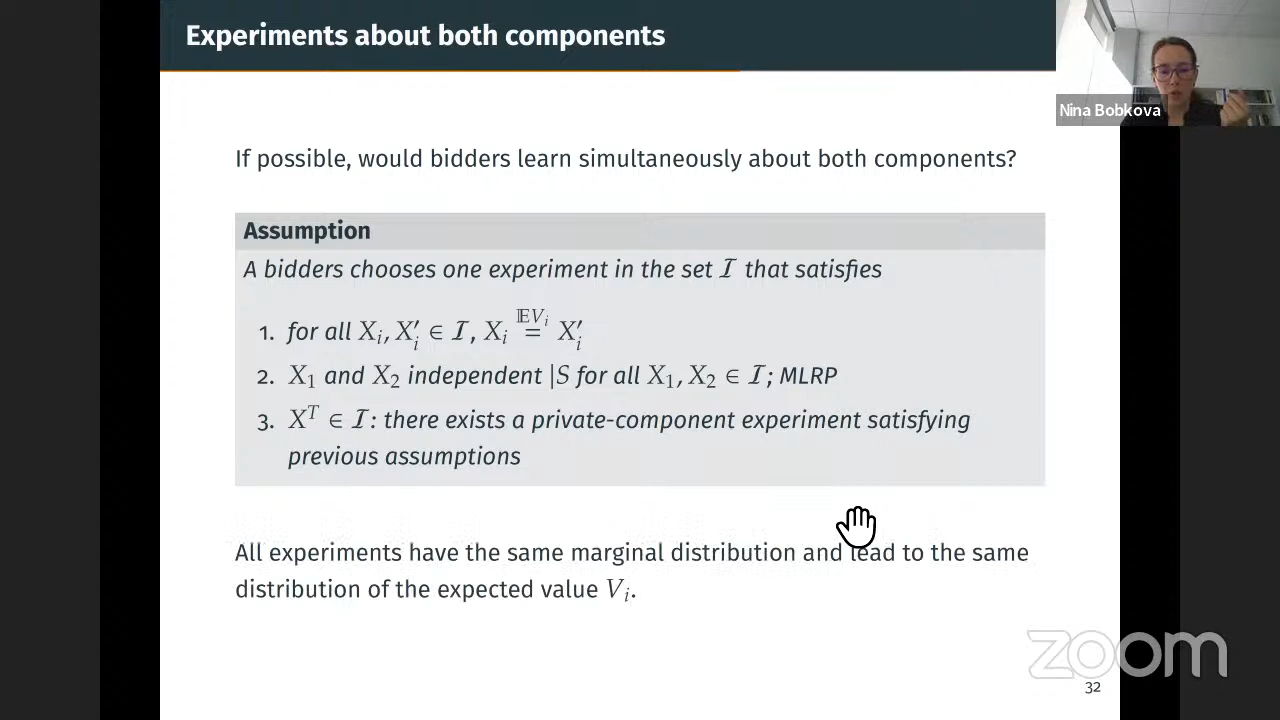 Experiments about both components
Nina Bobkova
If possible, would bidders learn simultaneously about both components?
Assumption
A bidders chooses one experiment in the set ℐ that satisfies
1. for all Xᵢ, X′ᵢ ∈ ℐ, Xᵢ 𝔼Vᵢ= X′ᵢ
2. X₁ and X₂ independent |S for all X₁, X₂ ∈ ℐ; MLRP
3. Xᵀ ∈ ℐ: there exists a private-component experiment satisfying
previous assumptions
All experiments have the same marginal distribution and lead to the same
distribution of the expected value Vᵢ.
zoom
32